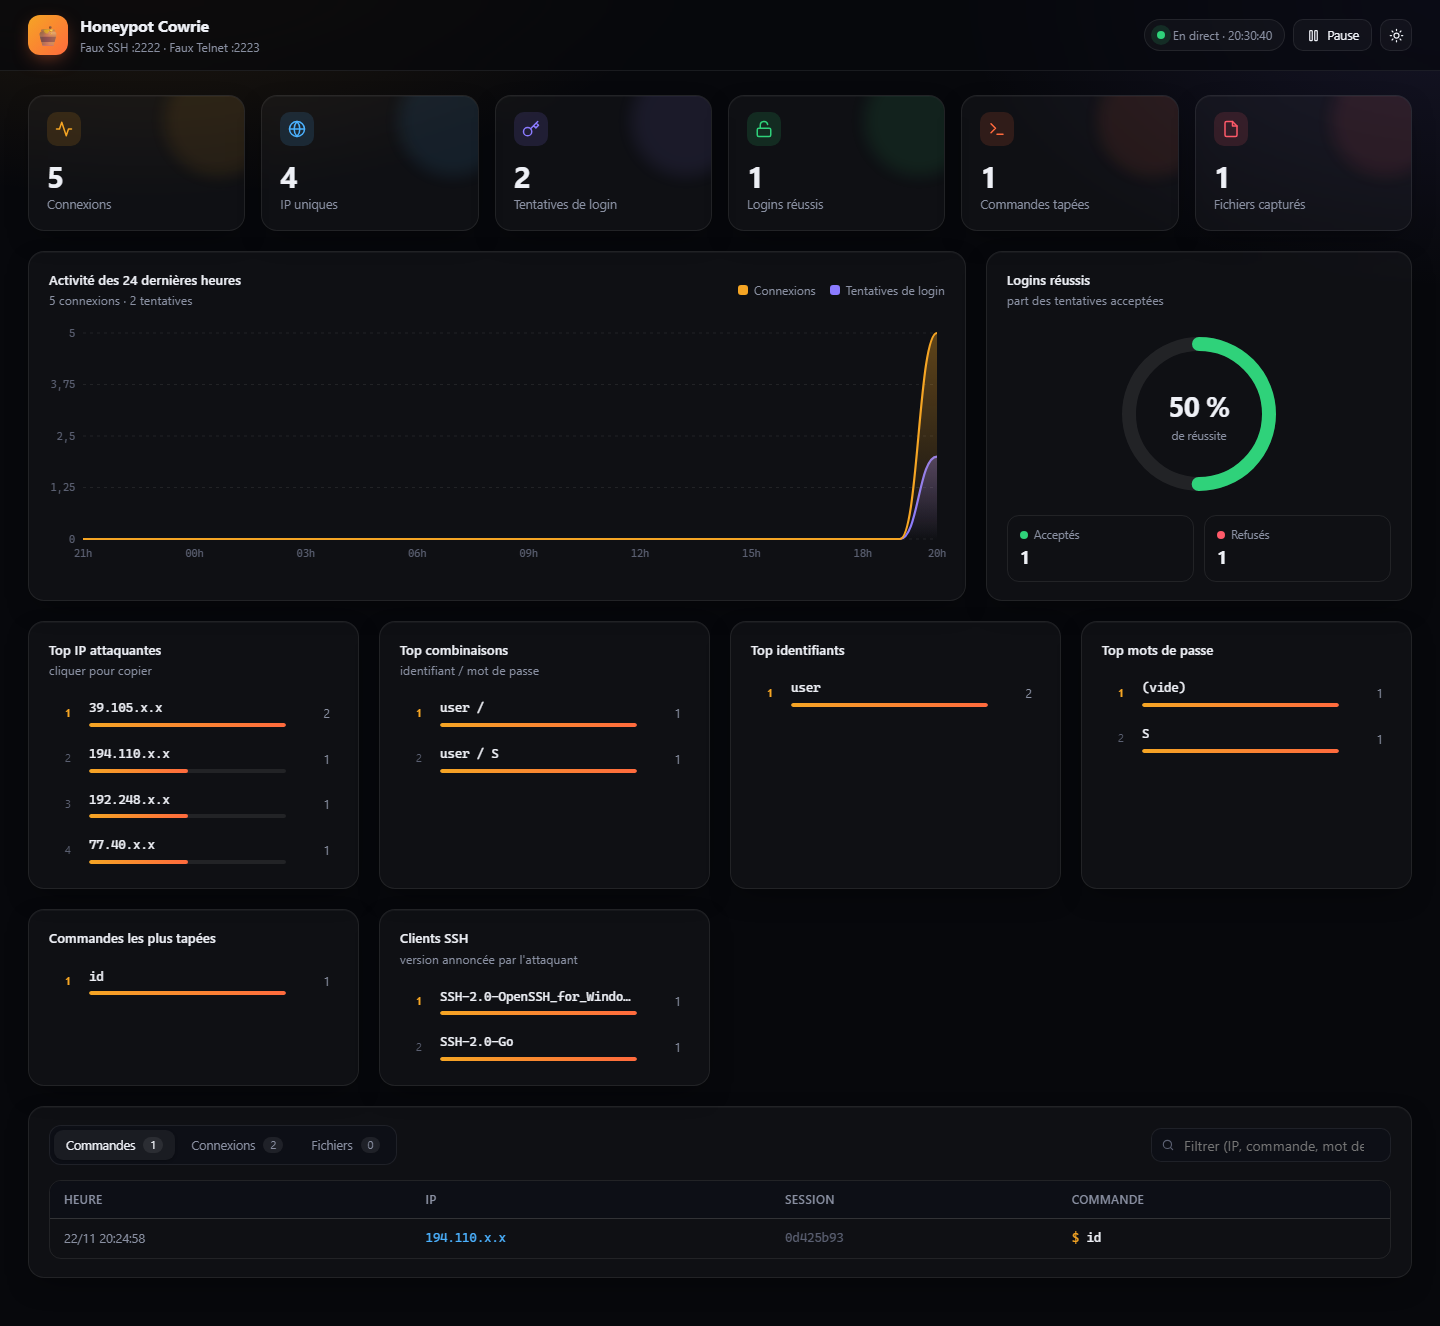 Honeypot Cowrie
Faux SSH :2222 · Faux Telnet :2223
En direct · 20:30:40
Pause
5
Connexions
4
IP uniques
2
Tentatives de login
1
Logins réussis
1
Commandes tapées
1
Fichiers capturés
Activité des 24 dernières heures
5 connexions · 2 tentatives
Connexions
Tentatives de login
5
3,75
2,5
1,25
0
21h
00h
03h
06h
09h
12h
15h
18h
20h
Logins réussis
part des tentatives acceptées
50 %
de réussite
Acceptés
1
Refusés
1
Top IP attaquantes
cliquer pour copier
1 39.105.x.x 2
2 194.110.x.x 1
3 192.248.x.x 1
4 77.40.x.x 1
Top combinaisons
identifiant / mot de passe
1 user / 1
2 user / S 1
Top identifiants
1 user 2
Top mots de passe
1 (vide) 1
2 S 1
Commandes les plus tapées
1 id 1
Clients SSH
version annoncée par l'attaquant
1 SSH-2.0-OpenSSH_for_Windo… 1
2 SSH-2.0-Go 1
Commandes 1
Connexions 2
Fichiers 0
Filtrer (IP, commande, mot de
HEURE IP SESSION COMMANDE
22/11 20:24:58 194.110.x.x 0d425b93 $ id